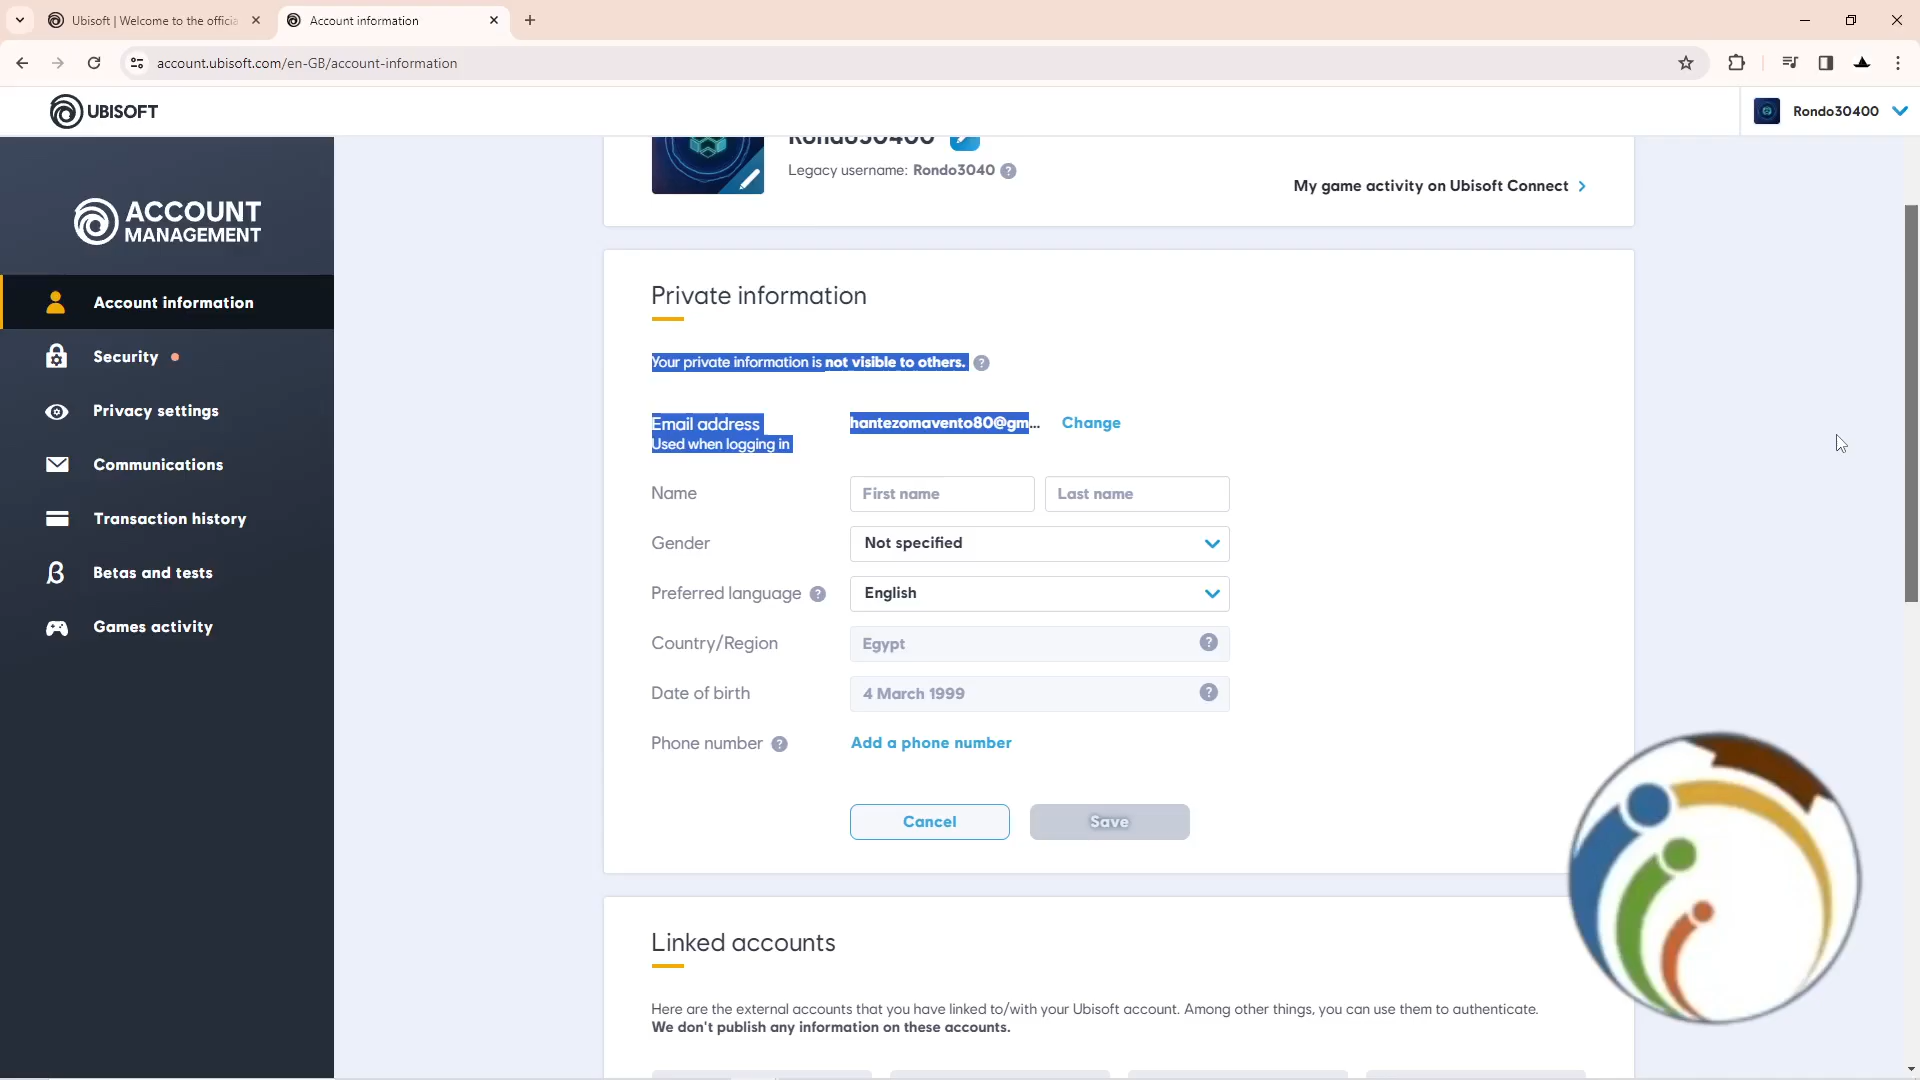 Ubisoft | Welcome to the officia
Account information
account.ubisoft.com/en-GB/account-information
UBISOFT
Rondo30400
ACCOUNT
MANAGEMENT
Account information
Security
Privacy settings
Communications
Transaction history
Betas and tests
Games activity
Rondo30400
Legacy username: Rondo3040 ?
My game activity on Ubisoft Connect
Private information
Your private information is not visible to others. ?
Email address hantezomavento80@gm... Change
Used when logging in
Name First name Last name
Gender Not specified
Preferred language ? English
Country/Region Egypt ?
Date of birth 4 March 1999 ?
Phone number ? Add a phone number
Cancel Save
Linked accounts
Here are the external accounts that you have linked to/with your Ubisoft account. Among other things, you can use them to authenticate.
We don't publish any information on these accounts.